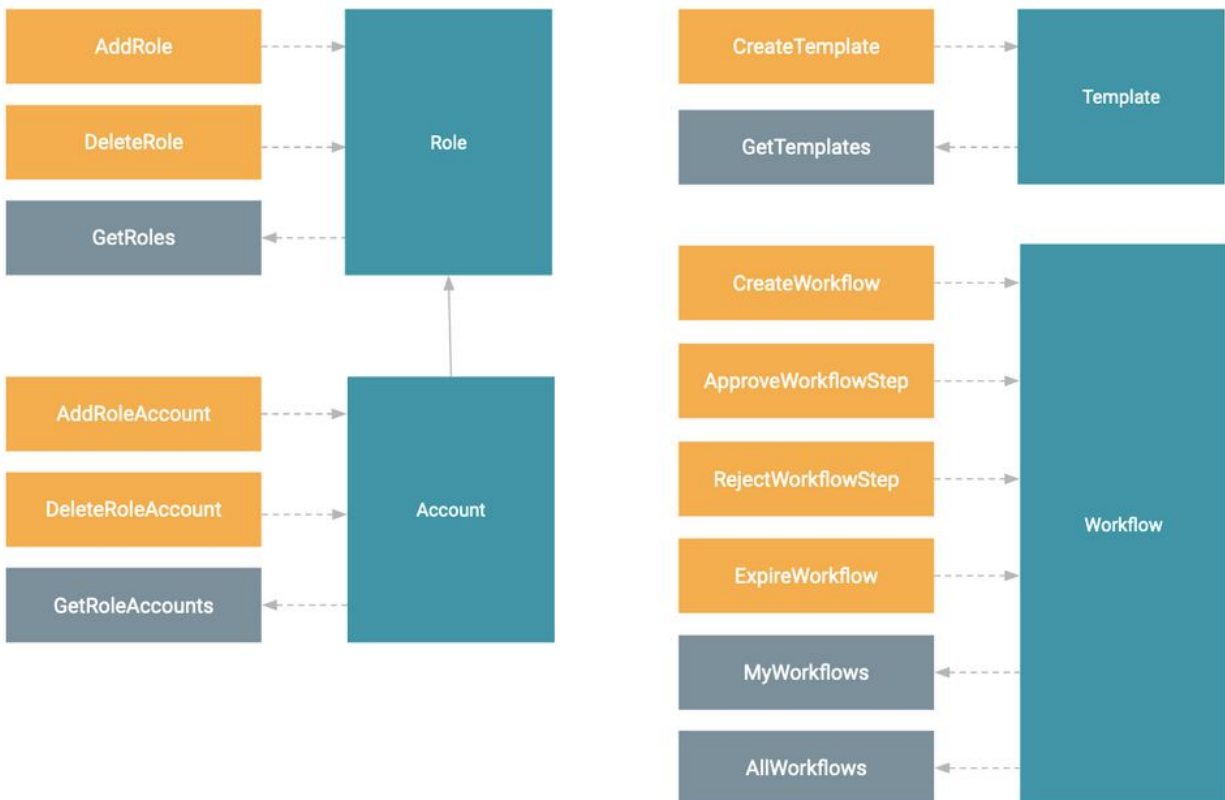 AddRole
DeleteRole
GetRoles
Role
AddRoleAccount
DeleteRoleAccount
GetRoleAccounts
Account
CreateTemplate
GetTemplates
Template
CreateWorkflow
ApproveWorkflowStep
RejectWorkflowStep
ExpireWorkflow
MyWorkflows
AllWorkflows
Workflow